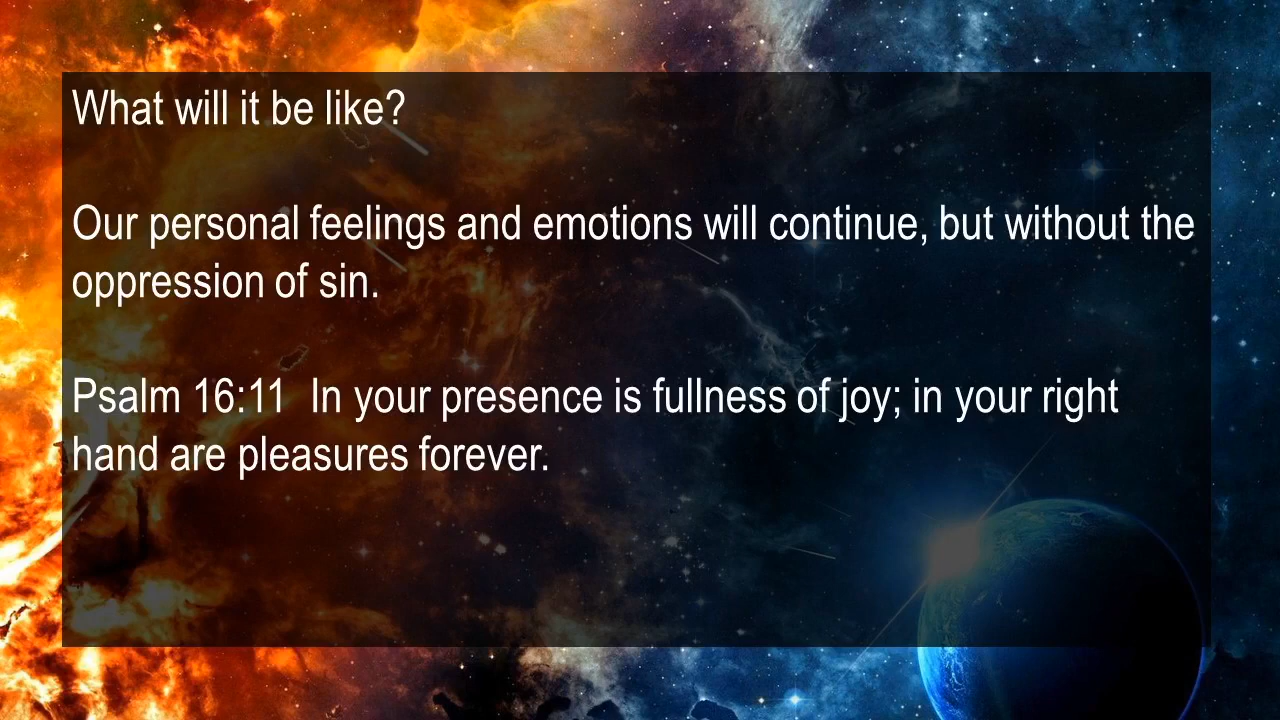 What will it be like?
Our personal feelings and emotions will continue, but without the
oppression of sin.
Psalm 16:11  In your presence is fullness of joy; in your right
hand are pleasures forever.